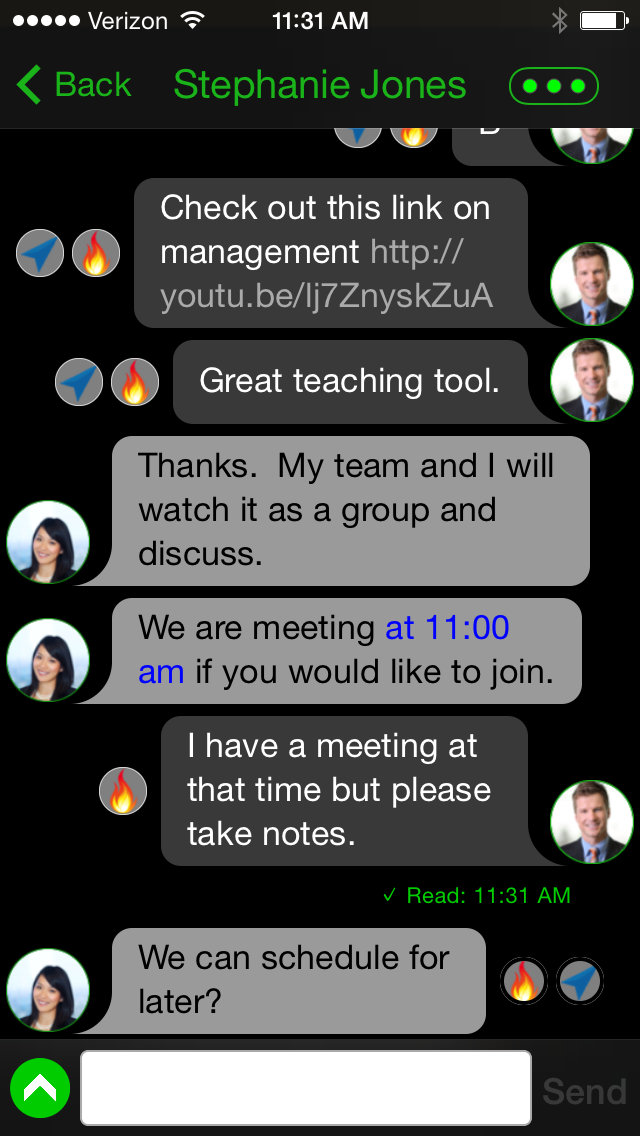 Verizon 11:31 AM
Back Stephanie Jones
Check out this link on
management http://
youtu.be/lj7ZnyskZuA
Great teaching tool.
Thanks.  My team and I will
watch it as a group and
discuss.
We are meeting at 11:00
am if you would like to join.
I have a meeting at
that time but please
take notes.
✓ Read: 11:31 AM
We can schedule for
later?
Send